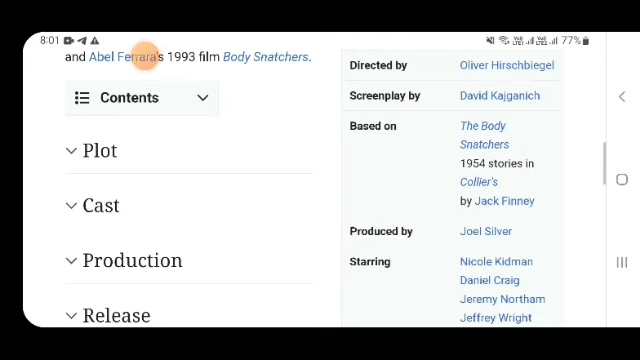 8:01
77%
and Abel Ferrara's 1993 film Body Snatchers.
Contents
Plot
Cast
Production
Release
Directed by Oliver Hirschbiegel
Screenplay by David Kajganich
Based on The Body
Snatchers
1954 stories in
Collier's
by Jack Finney
Produced by Joel Silver
Starring Nicole Kidman
Daniel Craig
Jeremy Northam
Jeffrey Wright